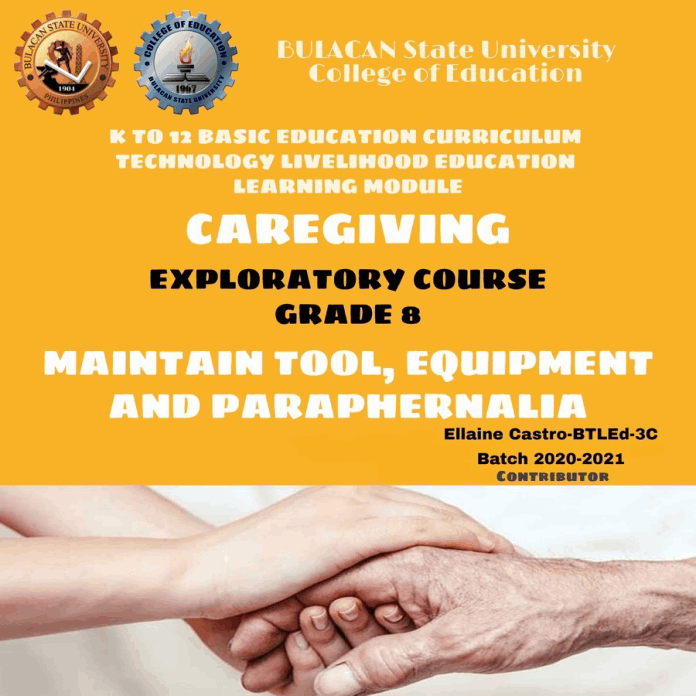 BULACAN STATE UNIVERSITY
1904
PHILIPPINES
COLLEGE OF EDUCATION
1967
BULACAN STATE UNIVERSITY
BULACAN State University
College of Education
K TO 12 BASIC EDUCATION CURRICULUM
TECHNOLOGY LIVELIHOOD EDUCATION
LEARNING MODULE
CAREGIVING
EXPLORATORY COURSE
GRADE 8
MAINTAIN TOOL, EQUIPMENT
AND PARAPHERNALIA
Ellaine Castro-BTLEd-3C
Batch 2020-2021
CONTRIBUTOR